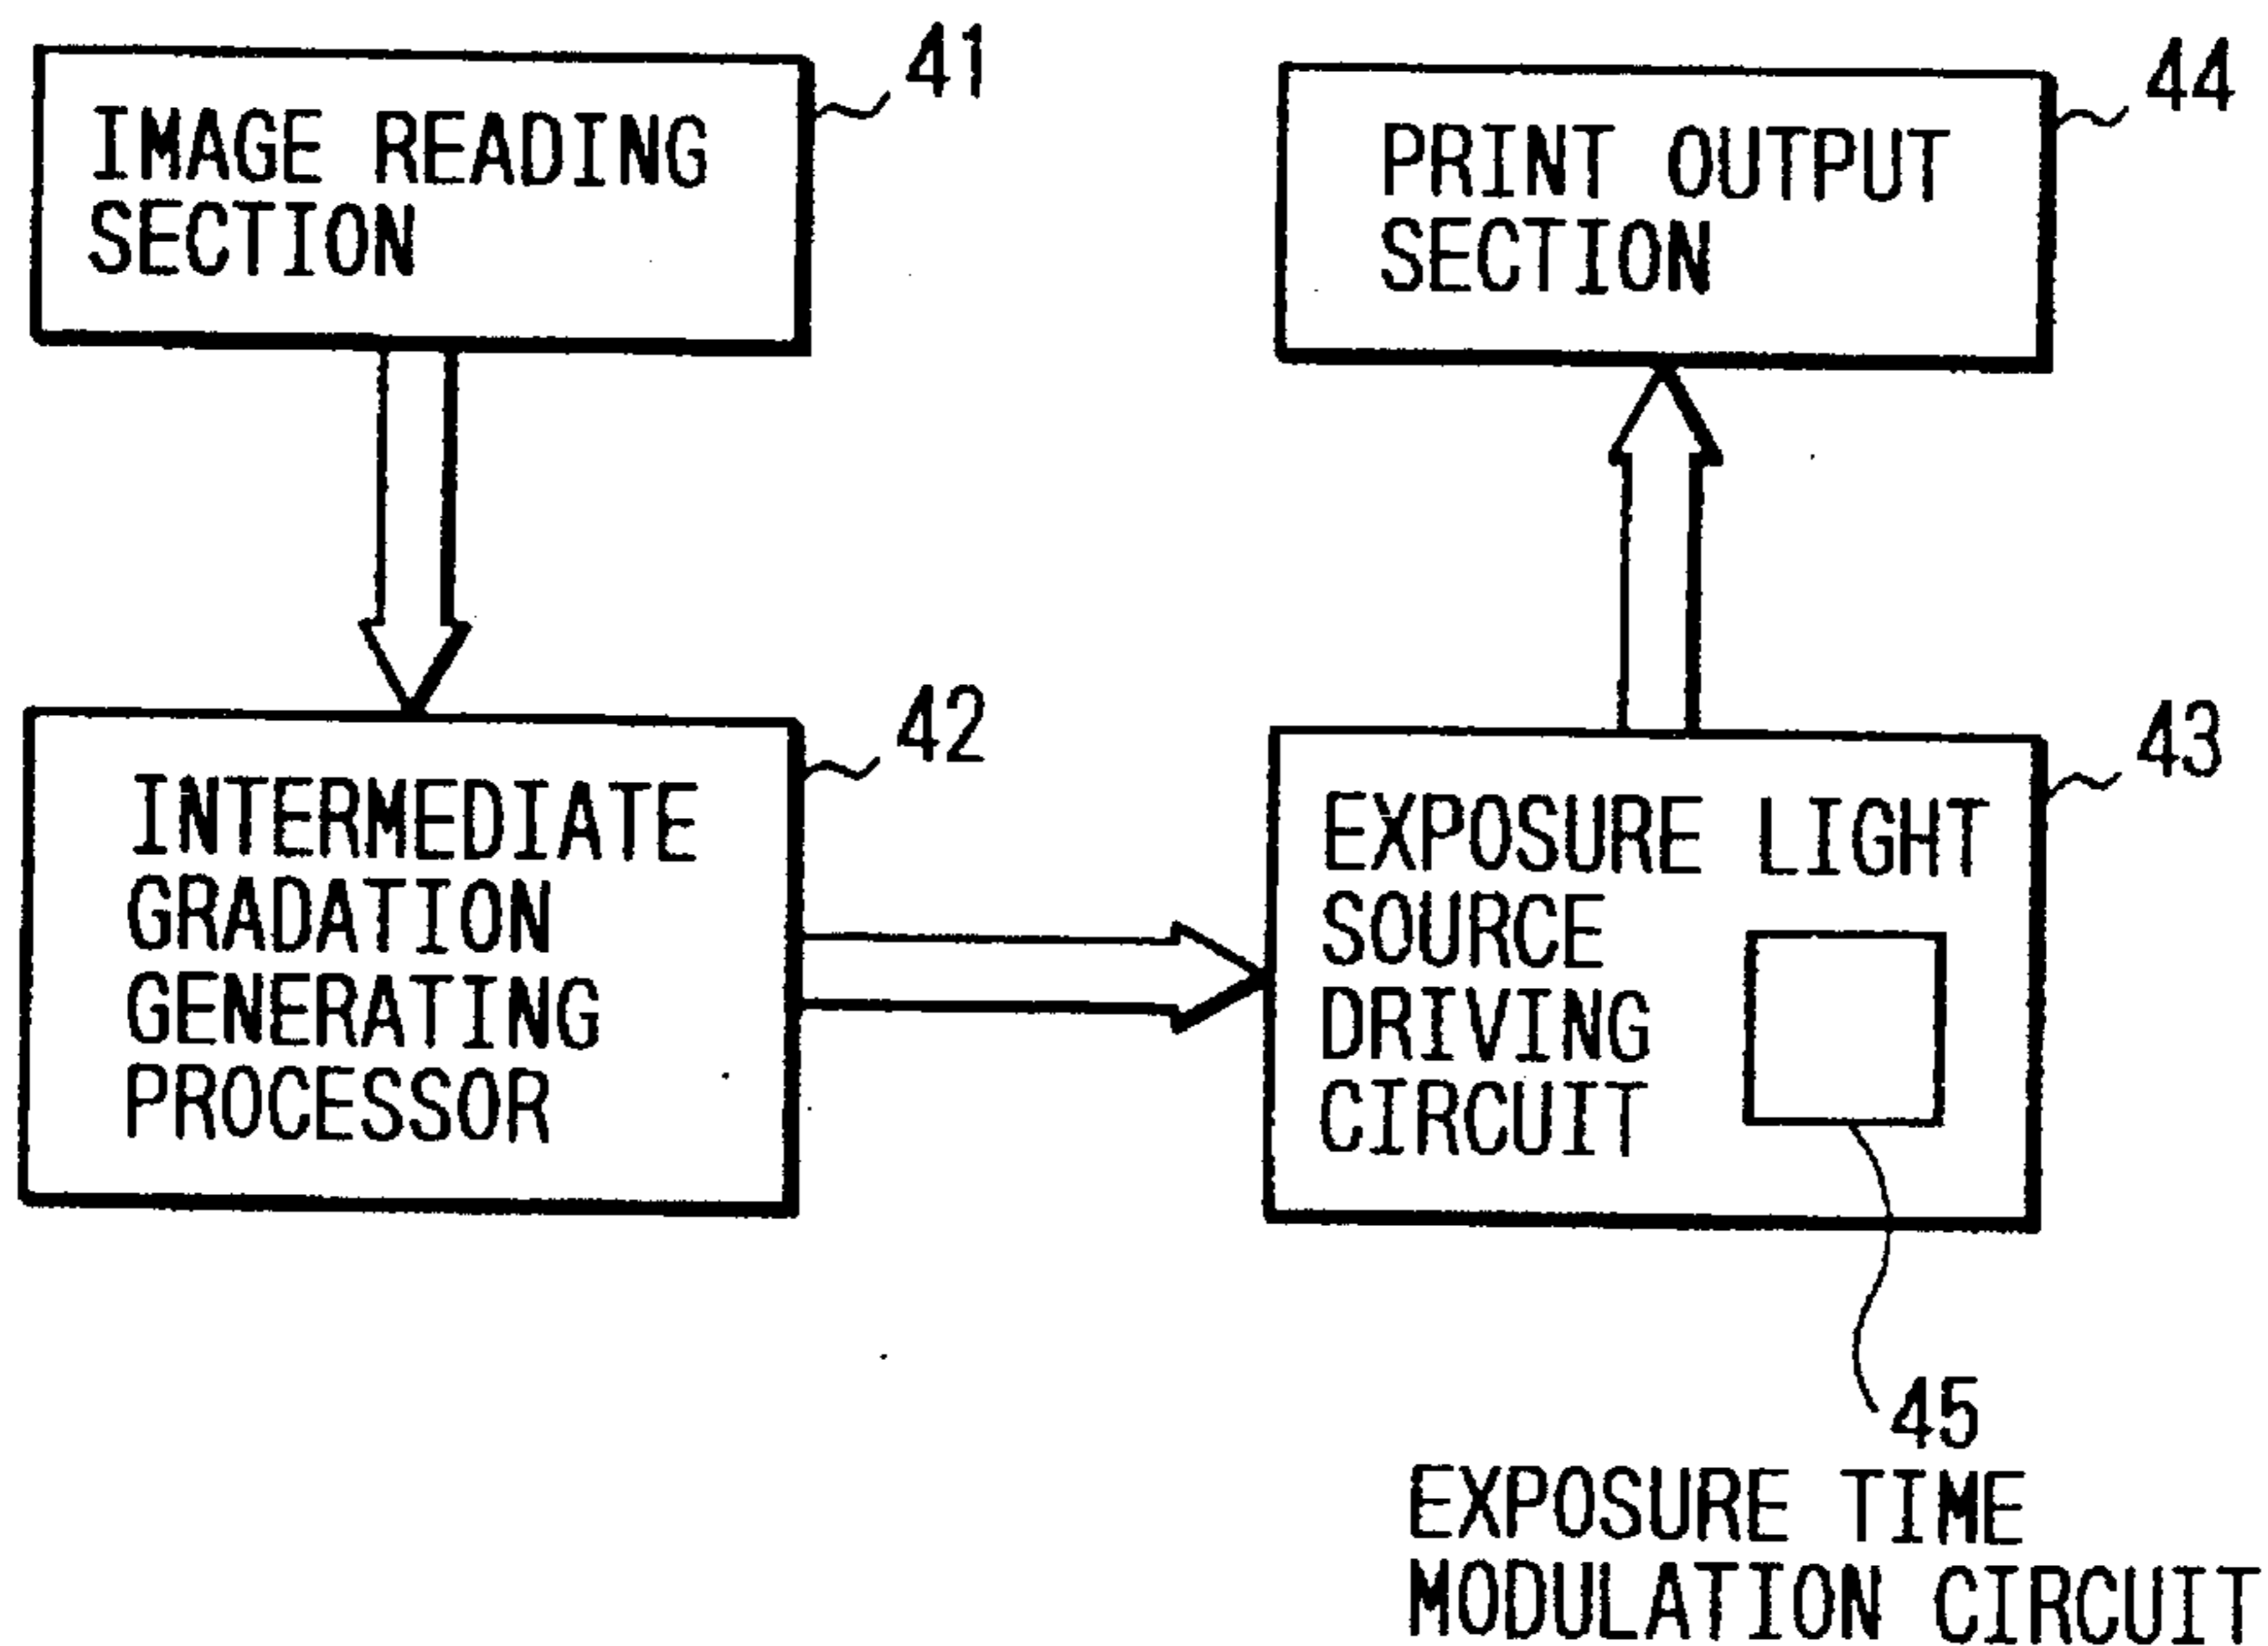 41
IMAGE READING
SECTION
44
PRINT OUTPUT
SECTION
42
INTERMEDIATE
GRADATION
GENERATING
PROCESSOR
43
EXPOSURE LIGHT
SOURCE
DRIVING
CIRCUIT
45
EXPOSURE TIME
MODULATION CIRCUIT